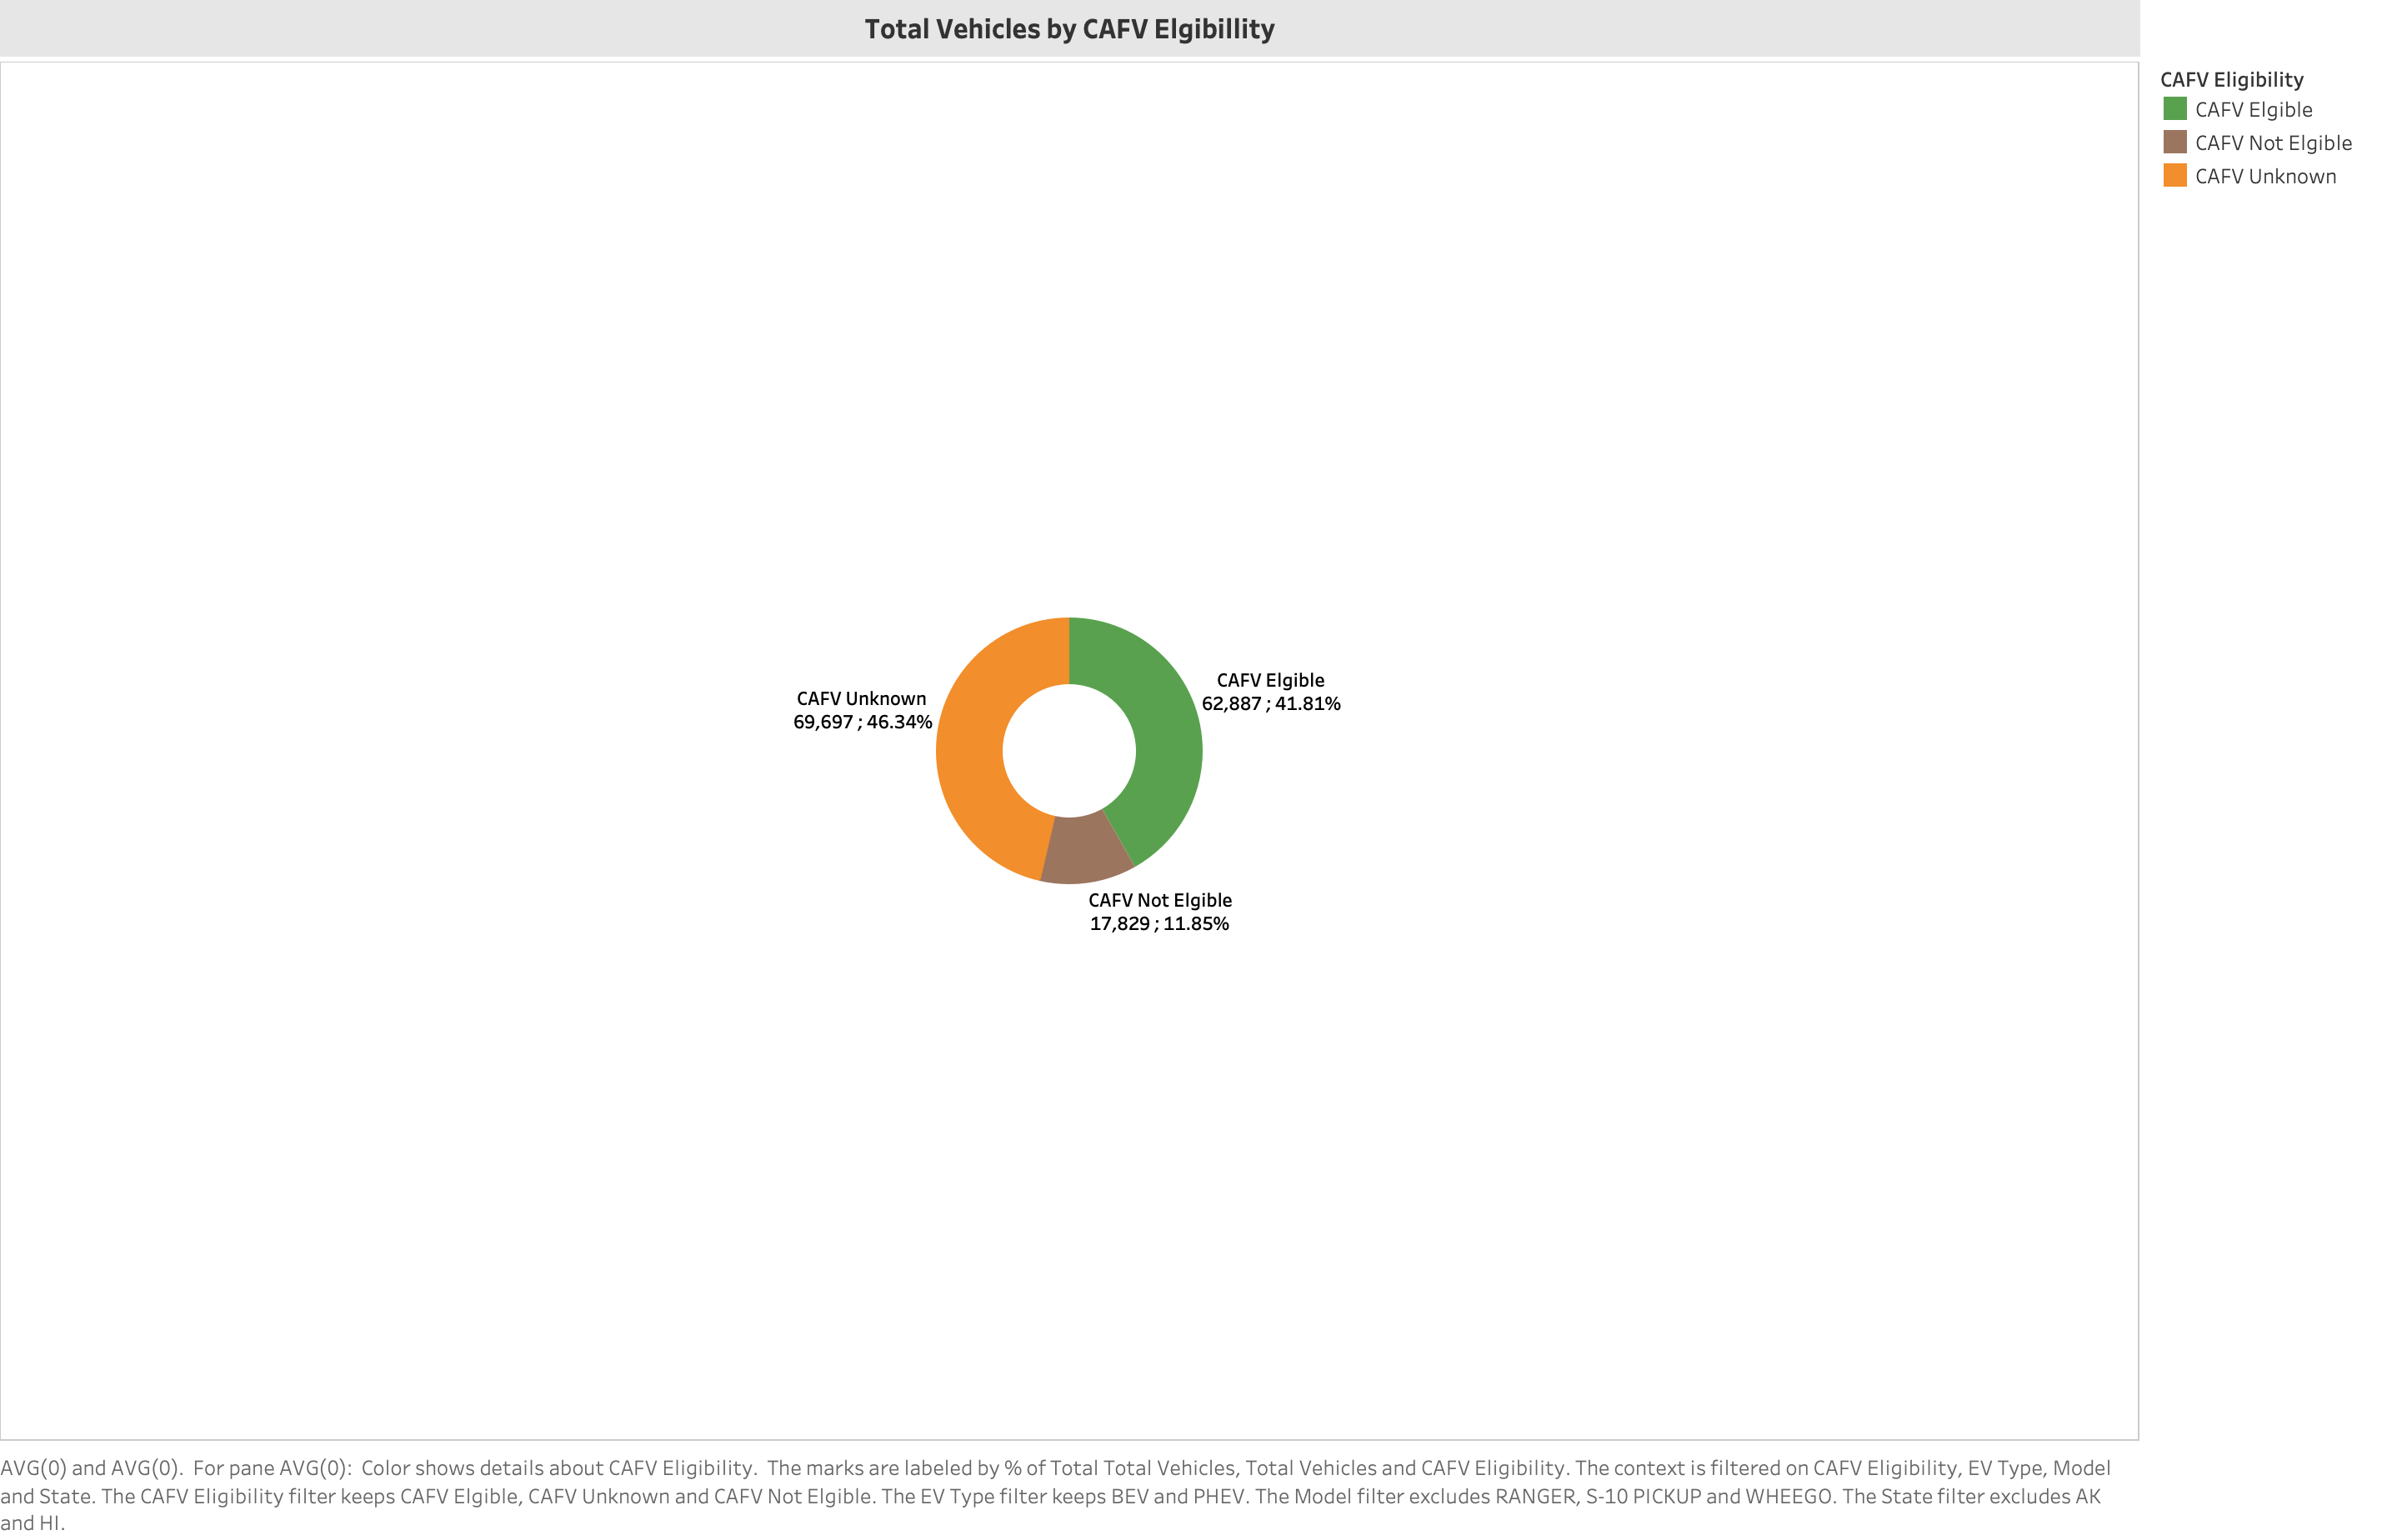 Total Vehicles by CAFV Elgibillity
CAFV Eligibility
CAFV Elgible
CAFV Not Elgible
CAFV Unknown
CAFV Elgible
62,887 ; 41.81%
CAFV Unknown
69,697 ; 46.34%
CAFV Not Elgible
17,829 ; 11.85%
AVG(0) and AVG(0).  For pane AVG(0):  Color shows details about CAFV Eligibility.  The marks are labeled by % of Total Total Vehicles, Total Vehicles and CAFV Eligibility. The context is filtered on CAFV Eligibility, EV Type, Model
and State. The CAFV Eligibility filter keeps CAFV Elgible, CAFV Unknown and CAFV Not Elgible. The EV Type filter keeps BEV and PHEV. The Model filter excludes RANGER, S-10 PICKUP and WHEEGO. The State filter excludes AK
and HI.